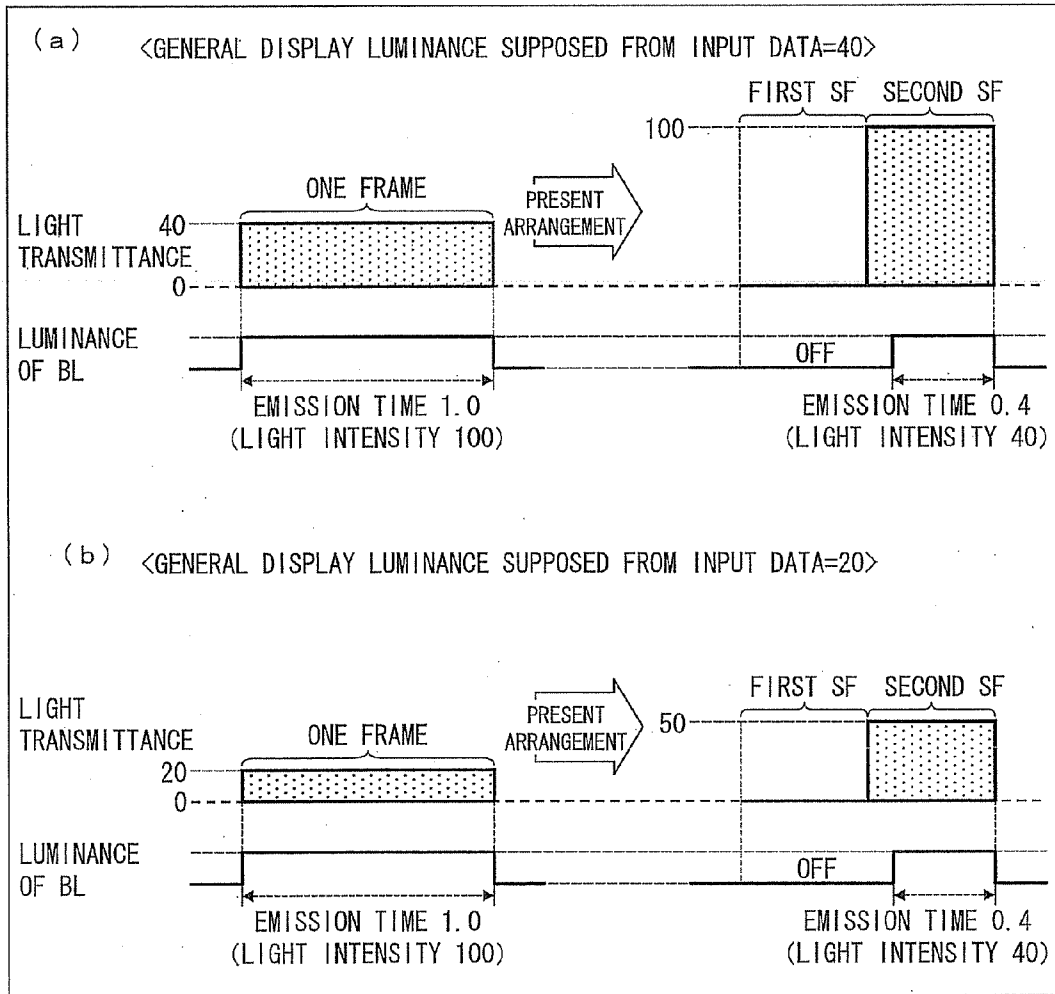 (a) <GENERAL DISPLAY LUMINANCE SUPPOSED FROM INPUT DATA=40>
FIRST SF SECOND SF
100
ONE FRAME
PRESENT
ARRANGEMENT
LIGHT
TRANSMITTANCE
40
0
LUMINANCE
OF BL
OFF
EMISSION TIME 1.0
(LIGHT INTENSITY 100)
EMISSION TIME 0.4
(LIGHT INTENSITY 40)
(b) <GENERAL DISPLAY LUMINANCE SUPPOSED FROM INPUT DATA=20>
FIRST SF SECOND SF
50
LIGHT
TRANSMITTANCE
ONE FRAME
PRESENT
ARRANGEMENT
20
0
LUMINANCE
OF BL
OFF
EMISSION TIME 1.0
(LIGHT INTENSITY 100)
EMISSION TIME 0.4
(LIGHT INTENSITY 40)